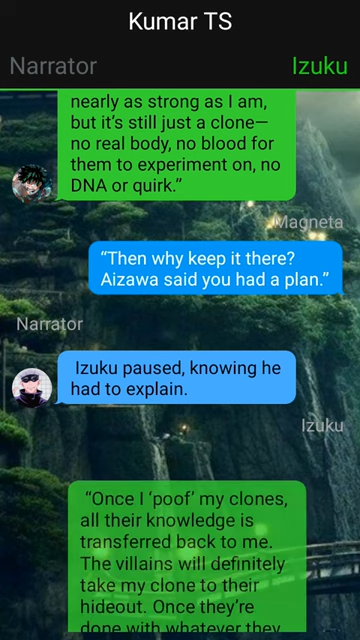 Kumar TS
Narrator
Izuku
nearly as strong as I am,
but it's still just a clone—
no real body, no blood for
them to experiment on, no
DNA or quirk.”
Magneta
“Then why keep it there?
Aizawa said you had a plan.”
Narrator
Izuku paused, knowing he
had to explain.
Izuku
“Once I ‘poof’ my clones,
all their knowledge is
transferred back to me.
The villains will definitely
take my clone to their
hideout. Once they’re
done with whatever they